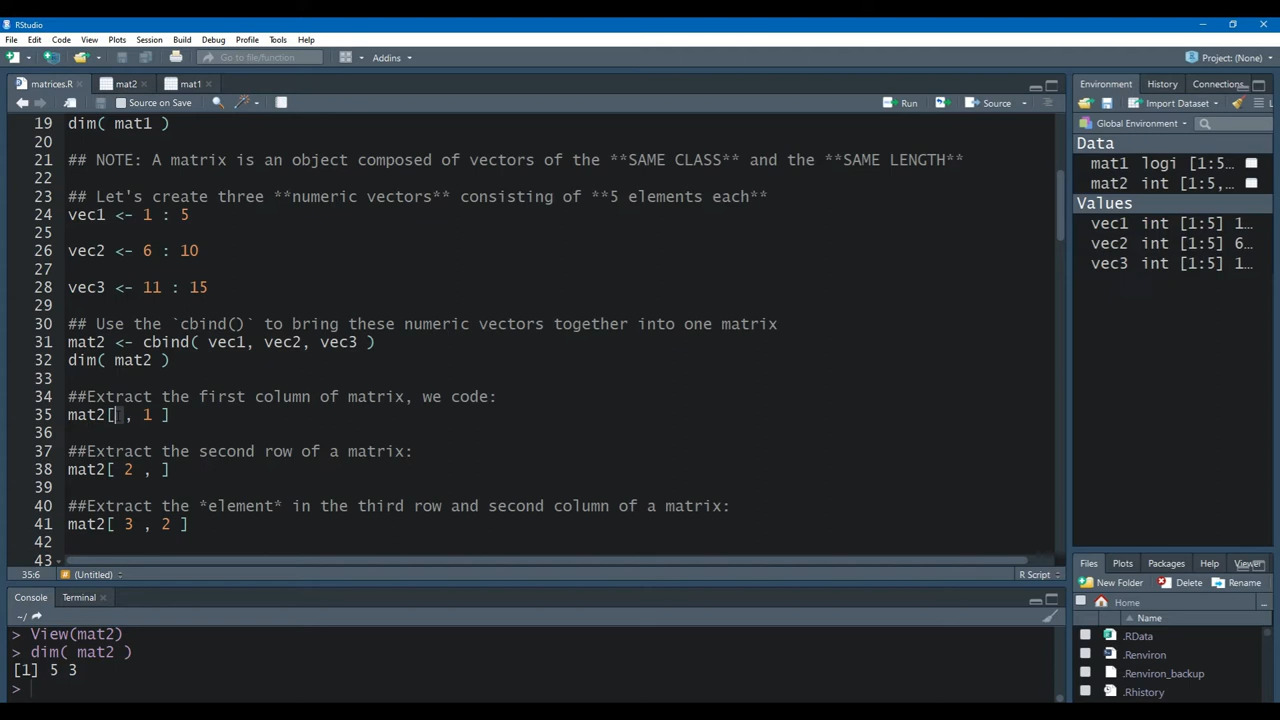 RStudio
File Edit Code View Plots Session Build Debug Profile Tools Help
Go to file/function Addins Project: (None)
matrices.R mat2 mat1
Source on Save Run Source
19 dim( mat1 )
20
21 ## NOTE: A matrix is an object composed of vectors of the **SAME CLASS** and the **SAME LENGTH**
22
23 ## Let's create three **numeric vectors** consisting of **5 elements each**
24 vec1 <- 1 : 5
25
26 vec2 <- 6 : 10
27
28 vec3 <- 11 : 15
29
30 ## Use the `cbind()` to bring these numeric vectors together into one matrix
31 mat2 <- cbind( vec1, vec2, vec3 )
32 dim( mat2 )
33
34 ##Extract the first column of matrix, we code:
35 mat2[ , 1 ]
36
37 ##Extract the second row of a matrix:
38 mat2[ 2 , ]
39
40 ##Extract the *element* in the third row and second column of a matrix:
41 mat2[ 3 , 2 ]
42
43
35:6 # (Untitled) R Script
Console Terminal
~/
> View(mat2)
> dim( mat2 )
[1] 5 3
>
Environment History Connections
Import Dataset
Global Environment
Data
mat1 logi [1:5…
mat2 int [1:5,…
Values
vec1 int [1:5] 1…
vec2 int [1:5] 6…
vec3 int [1:5] 1…
Files Plots Packages Help Viewer
New Folder Delete Rename
Home ...
Name
.RData
.Renviron
.Renviron_backup
.Rhistory